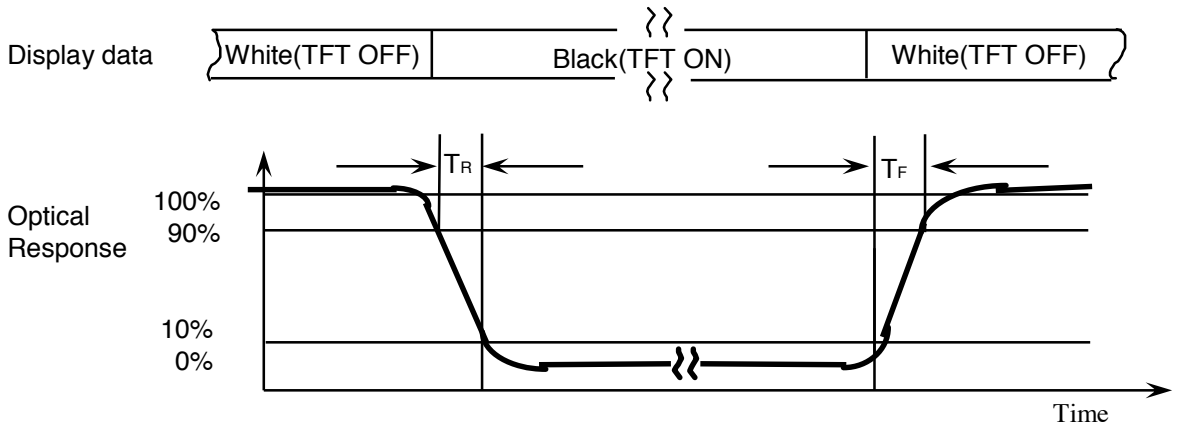 Display data
White(TFT OFF)
Black(TFT ON)
White(TFT OFF)
TR
TF
Optical
Response
100%
90%
10%
0%
Time